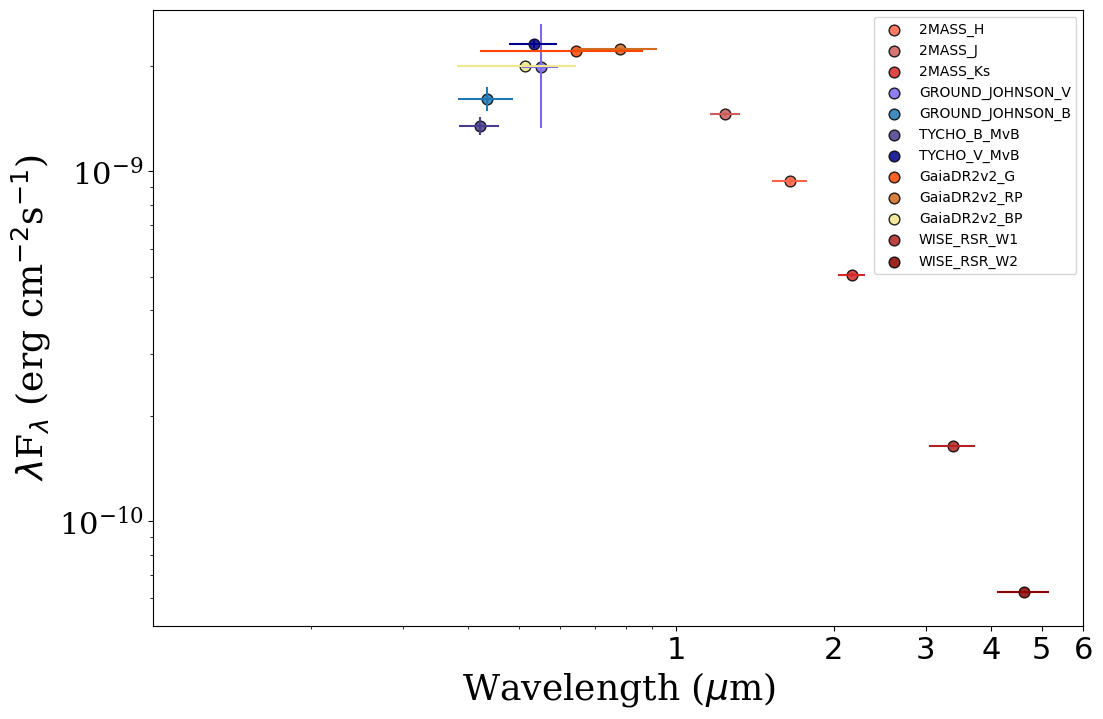 2MASS_H
2MASS_J
2MASS_Ks
GROUND_JOHNSON_V
GROUND_JOHNSON_B
TYCHO_B_MvB
TYCHO_V_MvB
GaiaDR2v2_G
GaiaDR2v2_RP
GaiaDR2v2_BP
WISE_RSR_W1
WISE_RSR_W2
10⁻⁹
10⁻¹⁰
λF_λ (erg cm⁻²s⁻¹)
1 2 3 4 5 6
Wavelength (μm)